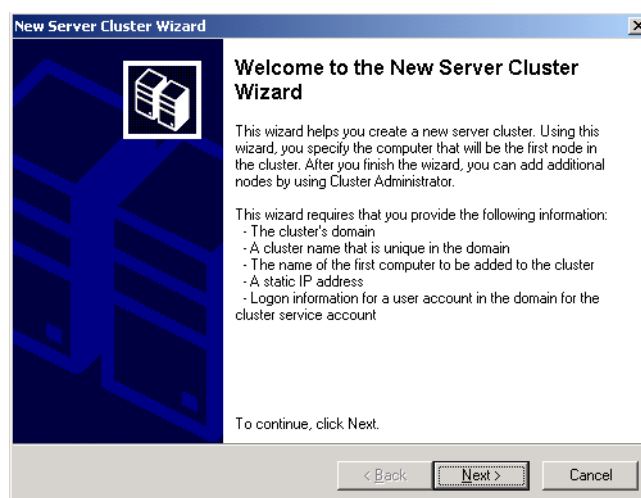 New Server Cluster Wizard
Welcome to the New Server Cluster
Wizard
This wizard helps you create a new server cluster. Using this
wizard, you specify the computer that will be the first node in
the cluster. After you finish the wizard, you can add additional
nodes by using Cluster Administrator.
This wizard requires that you provide the following information:
- The cluster's domain
- A cluster name that is unique in the domain
- The name of the first computer to be added to the cluster
- A static IP address
- Logon information for a user account in the domain for the
cluster service account
To continue, click Next.
< Back
Next >
Cancel